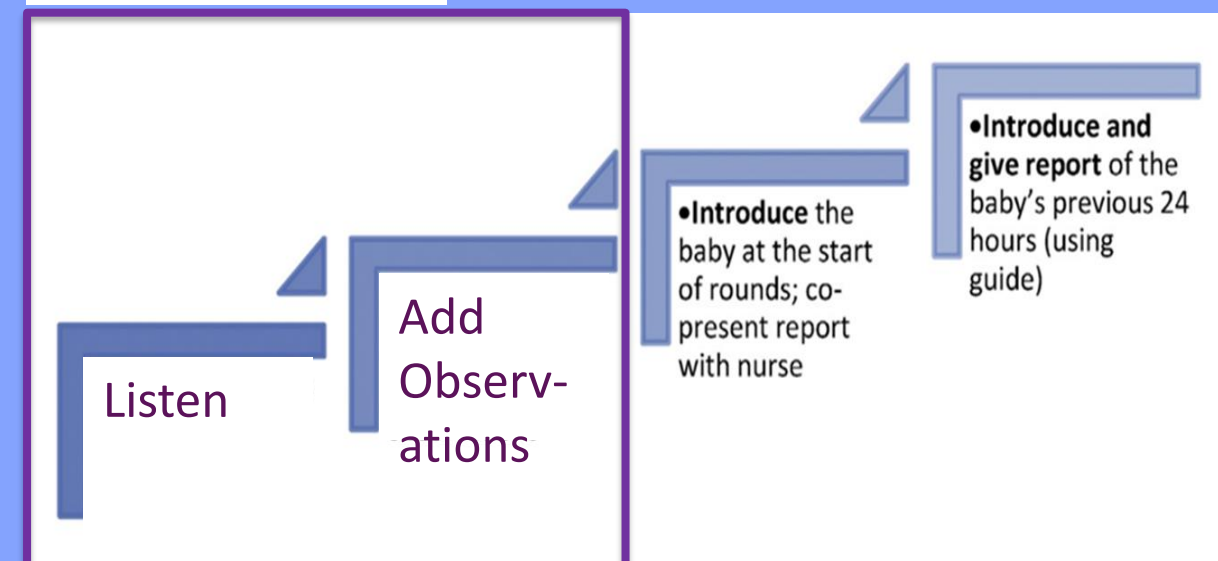 Listen
Add
Observ-
ations
•Introduce the
baby at the start
of rounds; co-
present report
with nurse
•Introduce and
give report of the
baby’s previous 24
hours (using
guide)